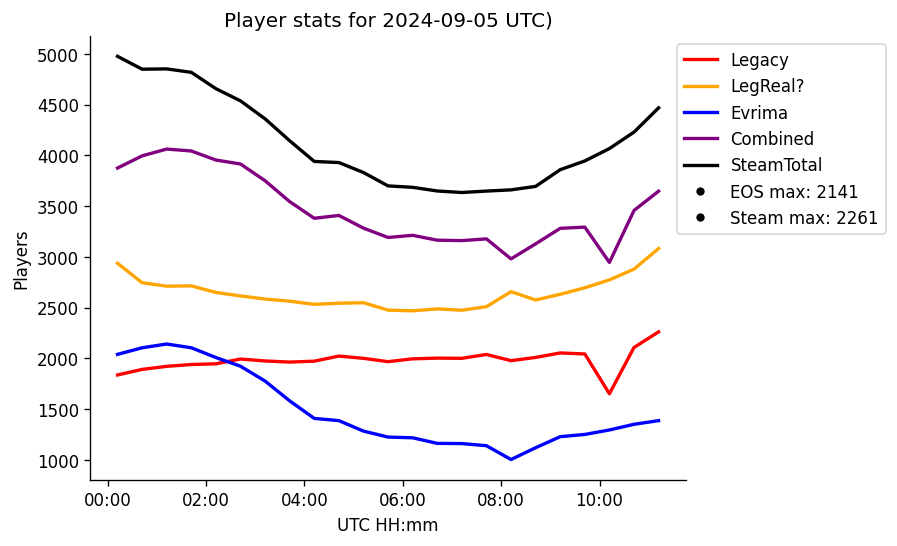 Player stats for 2024-09-05 UTC)
5000
4500
4000
3500
3000
2500
2000
1500
1000
Players
00:00 02:00 04:00 06:00 08:00 10:00
UTC HH:mm
Legacy
LegReal?
Evrima
Combined
SteamTotal
EOS max: 2141
Steam max: 2261